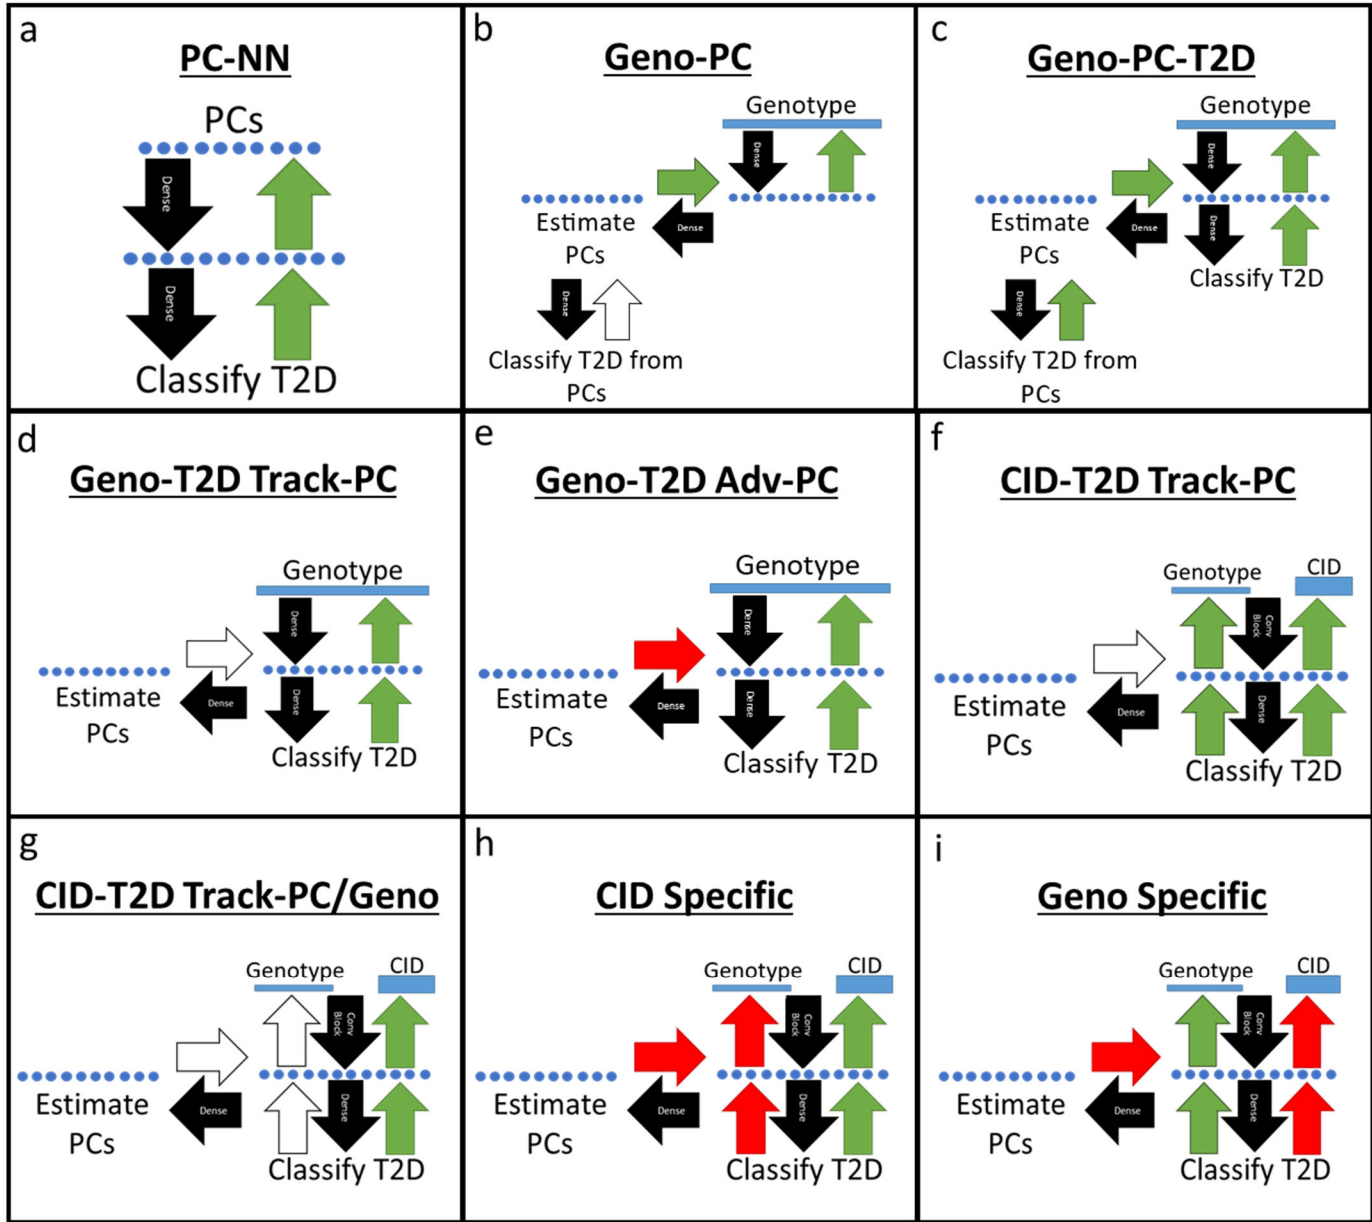 a
PC-NN
PCs
Dense
Dense
Classify T2D
b
Geno-PC
Genotype
Dense
Estimate
PCs
Dense
Dense
Classify T2D from
PCs
c
Geno-PC-T2D
Genotype
Dense
Estimate
PCs
Dense
Dense
Classify T2D
Dense
Classify T2D from
PCs
d
Geno-T2D Track-PC
Genotype
Dense
Estimate
PCs
Dense
Dense
Classify T2D
e
Geno-T2D Adv-PC
Genotype
Dense
Estimate
PCs
Dense
Dense
Classify T2D
f
CID-T2D Track-PC
Genotype
CID
Conv
Block
Estimate
PCs
Dense
Dense
Classify T2D
g
CID-T2D Track-PC/Geno
Genotype
CID
Conv
Block
Estimate
PCs
Dense
Dense
Classify T2D
h
CID Specific
Genotype
CID
Conv
Block
Estimate
PCs
Dense
Dense
Classify T2D
i
Geno Specific
Genotype
CID
Conv
Block
Estimate
PCs
Dense
Dense
Classify T2D